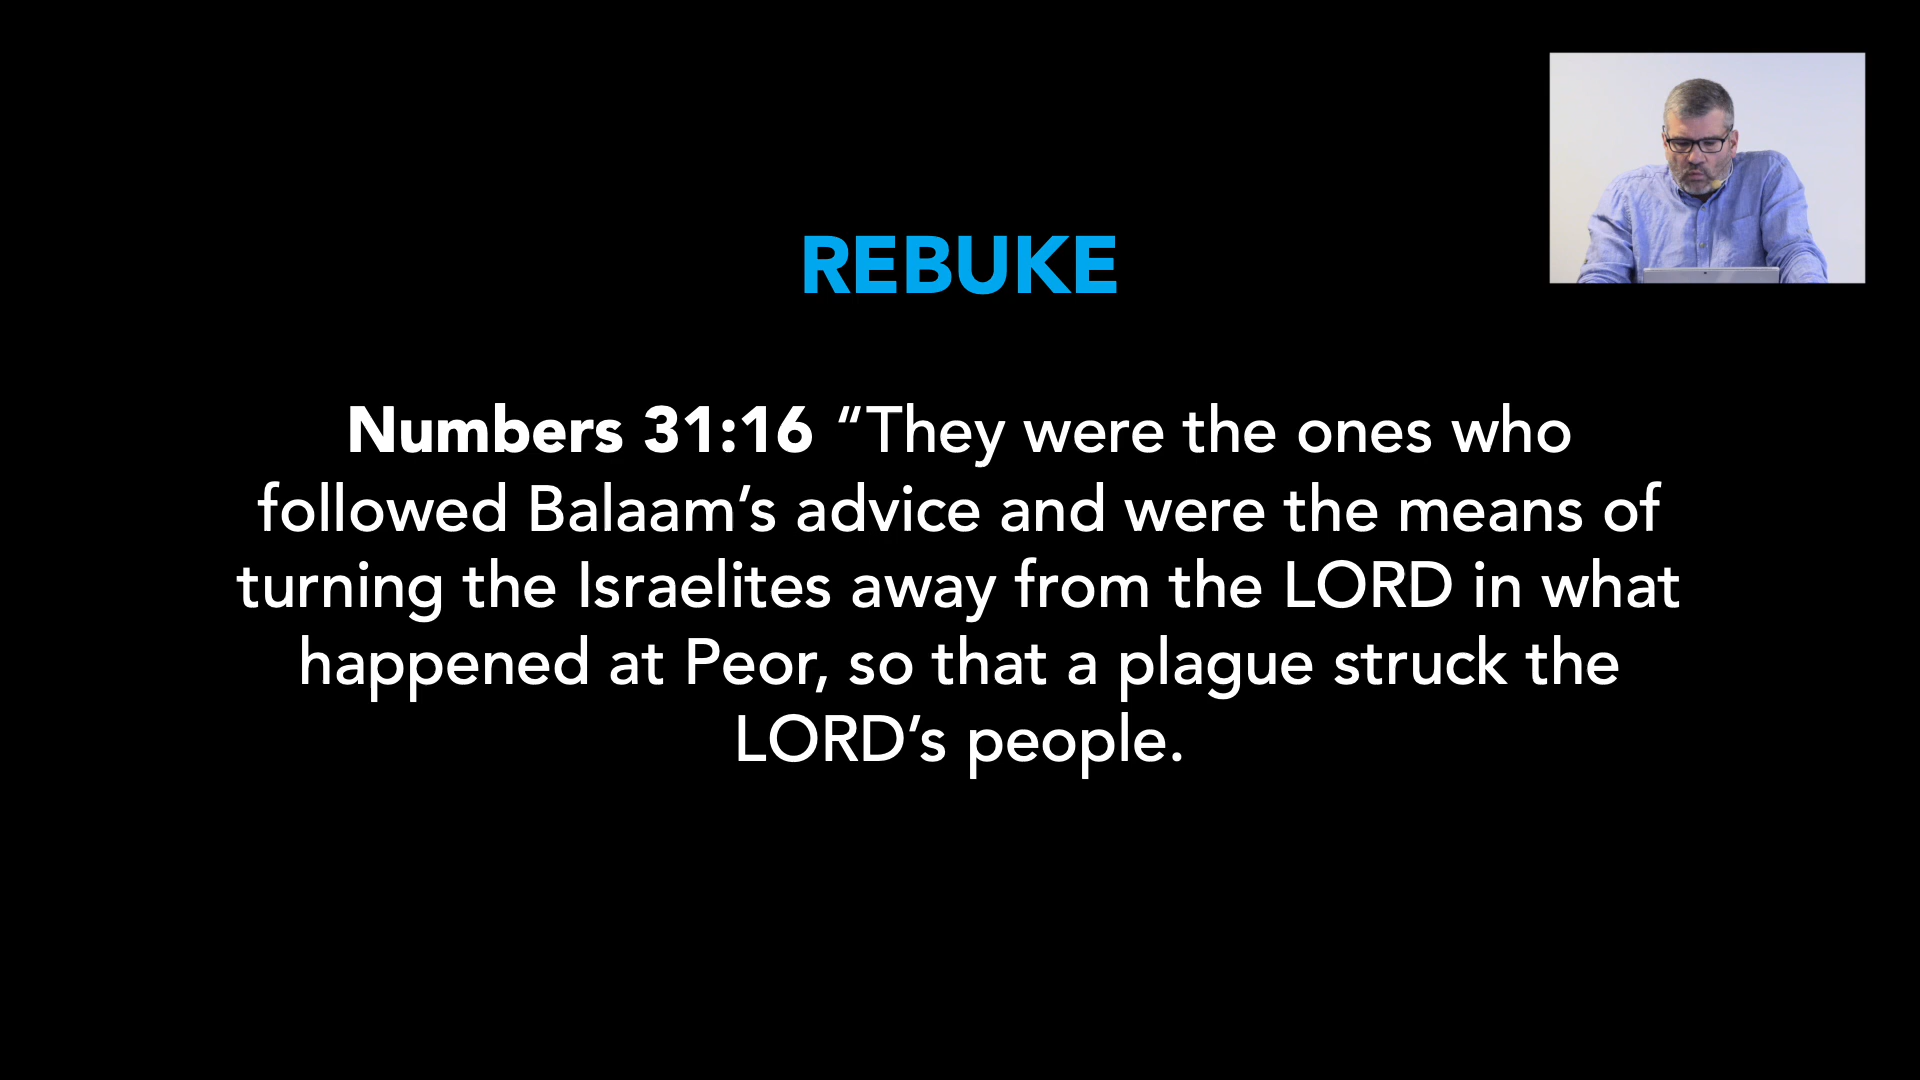 REBUKE
Numbers 31:16 “They were the ones who
followed Balaam’s advice and were the means of
turning the Israelites away from the LORD in what
happened at Peor, so that a plague struck the
LORD’s people.